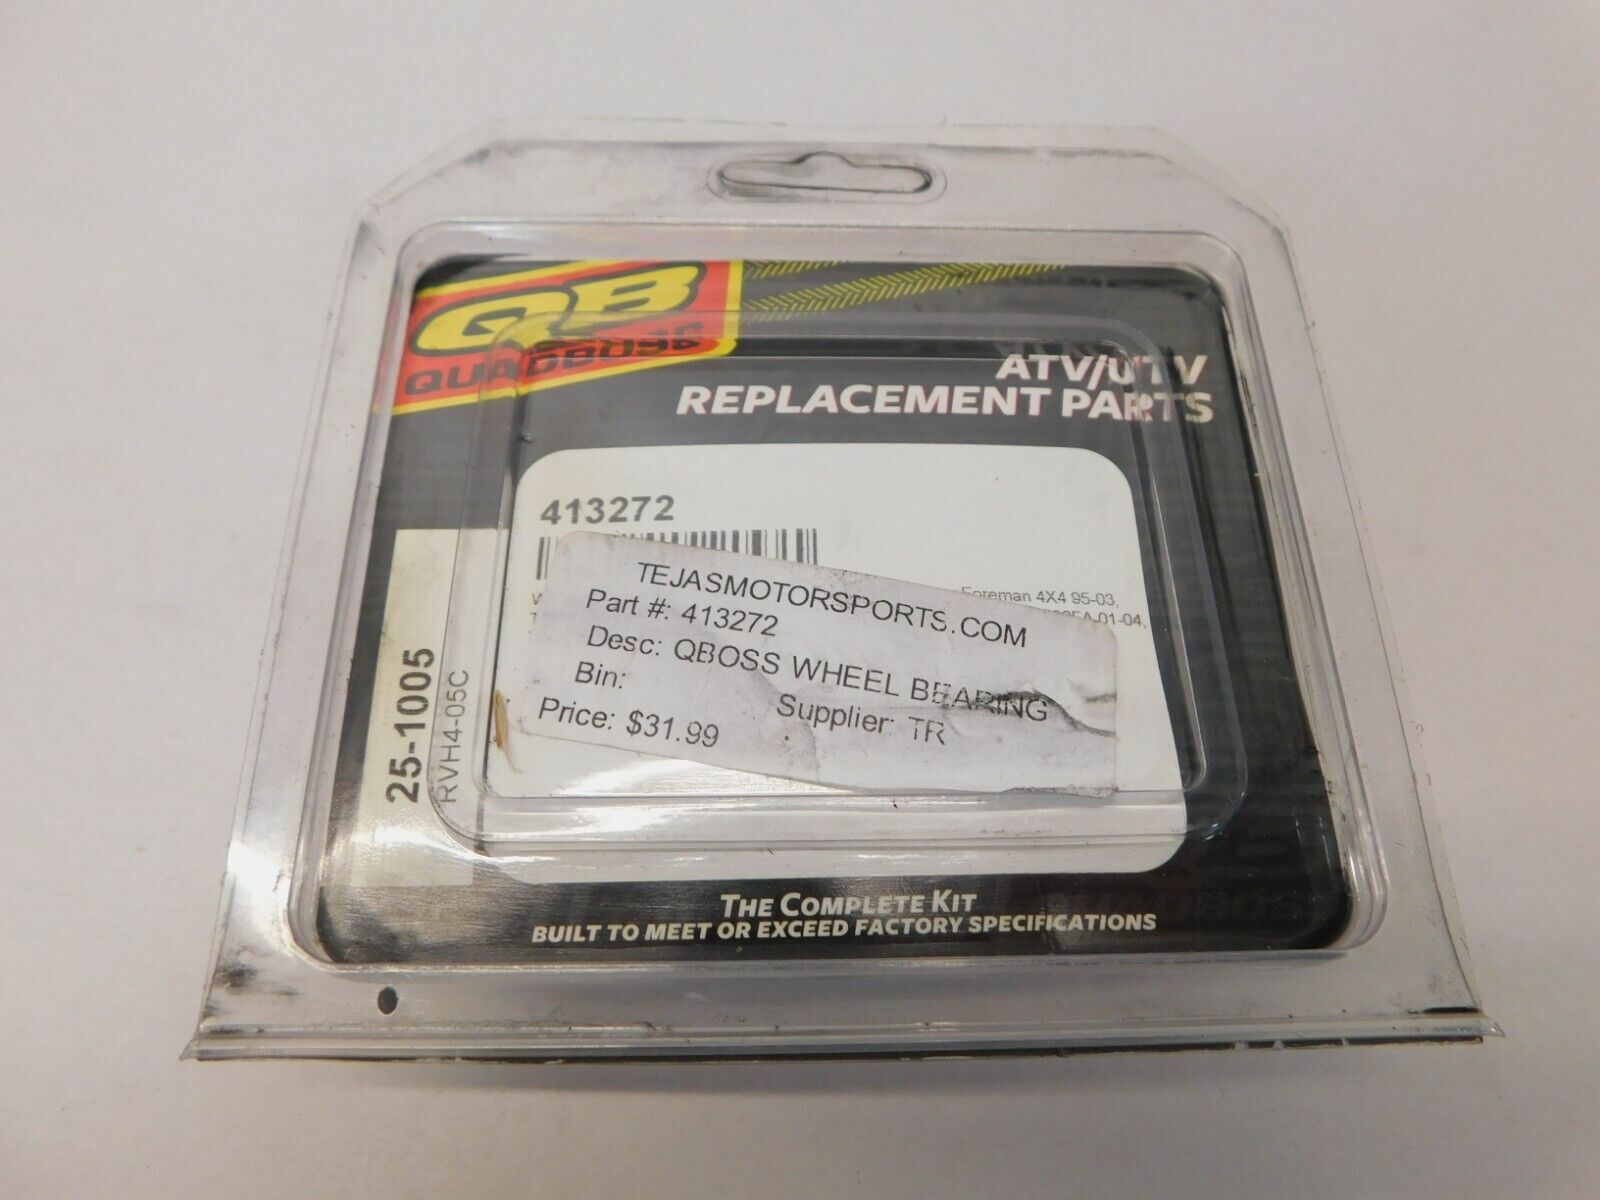 QB
QUADBOSS
ATV/UTV
REPLACEMENT PARTS
413272
Foreman 4X4 95-03,
01-04,
TEJASMOTORSPORTS.COM
Part #: 413272
Desc: QBOSS WHEEL BEARING
Bin:
Supplier: TR
Price: $31.99
25-1005
RVH4-05C
THE COMPLETE KIT
BUILT TO MEET OR EXCEED FACTORY SPECIFICATIONS